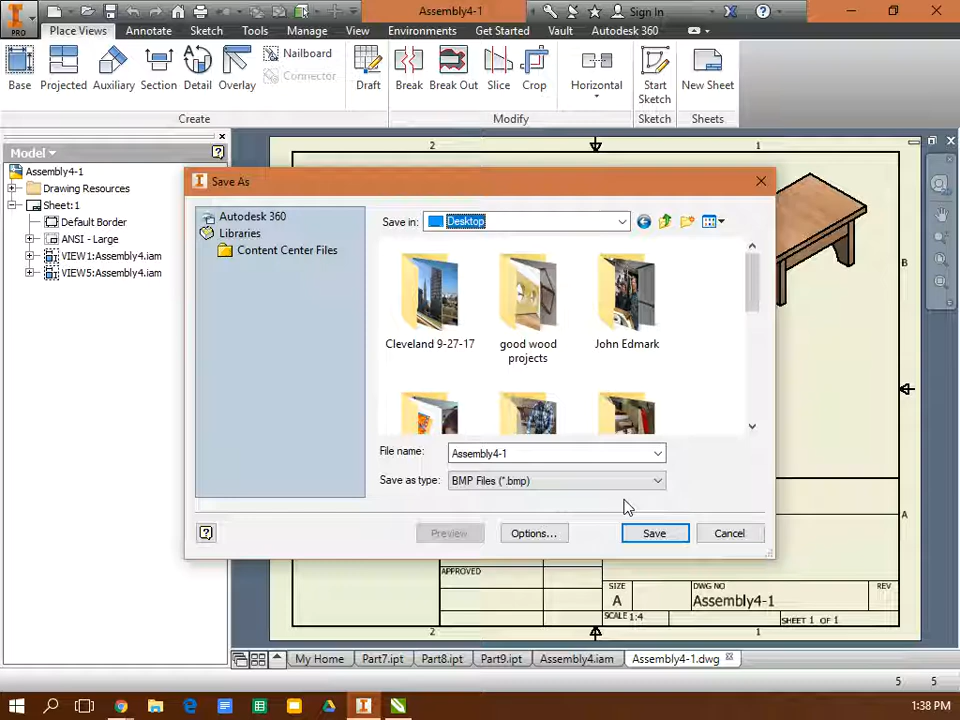 PRO
Assembly4-1
Sign In
Place Views
Annotate
Sketch
Tools
Manage
View
Environments
Get Started
Vault
Autodesk 360
Base
Projected
Auxiliary
Section
Detail
Overlay
Nailboard
Connector
Draft
Break
Break Out
Slice
Crop
Horizontal
Start
Sketch
New Sheet
Create
Modify
Sketch
Sheets
Model
Assembly4-1
Drawing Resources
Sheet:1
Default Border
ANSI - Large
VIEW1:Assembly4.iam
VIEW5:Assembly4.iam
2
1
B
A
Save As
Autodesk 360
Libraries
Content Center Files
Save in:
Desktop
Cleveland 9-27-17
good wood
projects
John Edmark
File name:
Assembly4-1
Save as type:
BMP Files (*.bmp)
Preview
Options...
Save
Cancel
APPROVED
SIZE
A
DWG NO
Assembly4-1
REV
SCALE 1:4
SHEET 1 OF 1
2
1
My Home
Part7.ipt
Part8.ipt
Part9.ipt
Assembly4.iam
Assembly4-1.dwg
5
5
1:38 PM